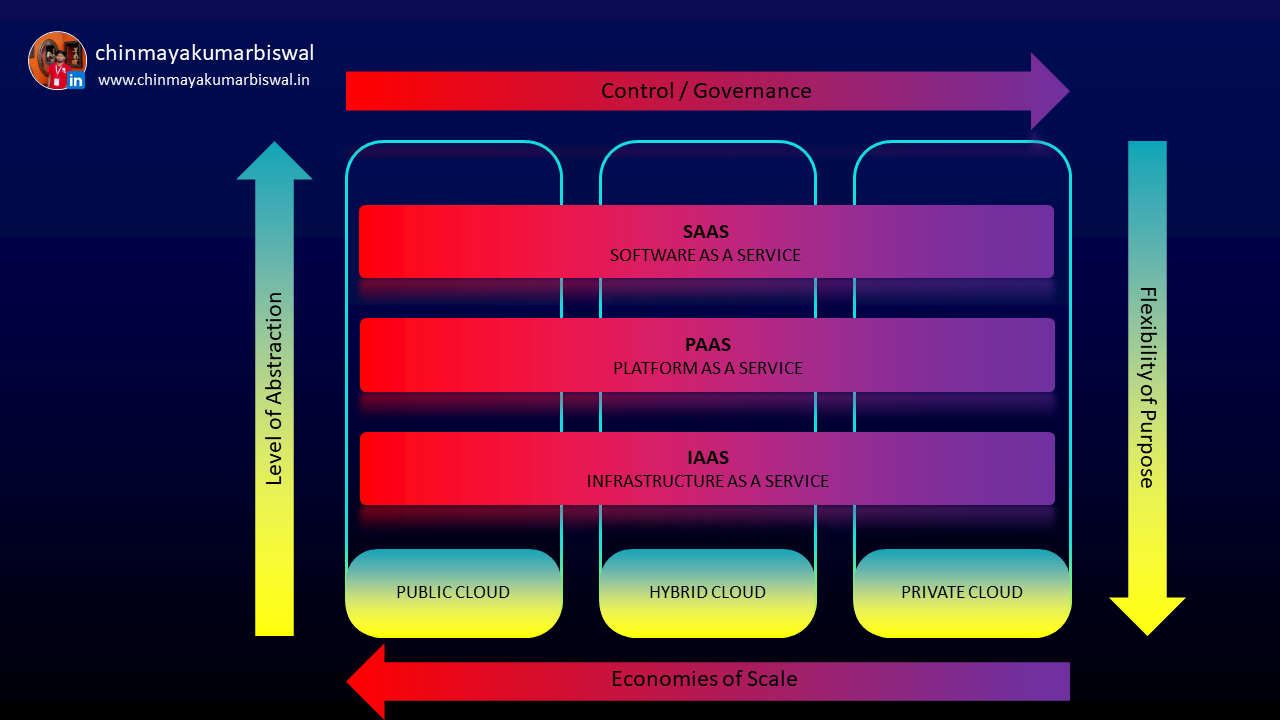 chinmayakumarbiswal
www.chinmayakumarbiswal.in
in
Control / Governance
Level of Abstraction
Flexibility of Purpose
SAAS
SOFTWARE AS A SERVICE
PAAS
PLATFORM AS A SERVICE
IAAS
INFRASTRUCTURE AS A SERVICE
PUBLIC CLOUD
HYBRID CLOUD
PRIVATE CLOUD
Economies of Scale